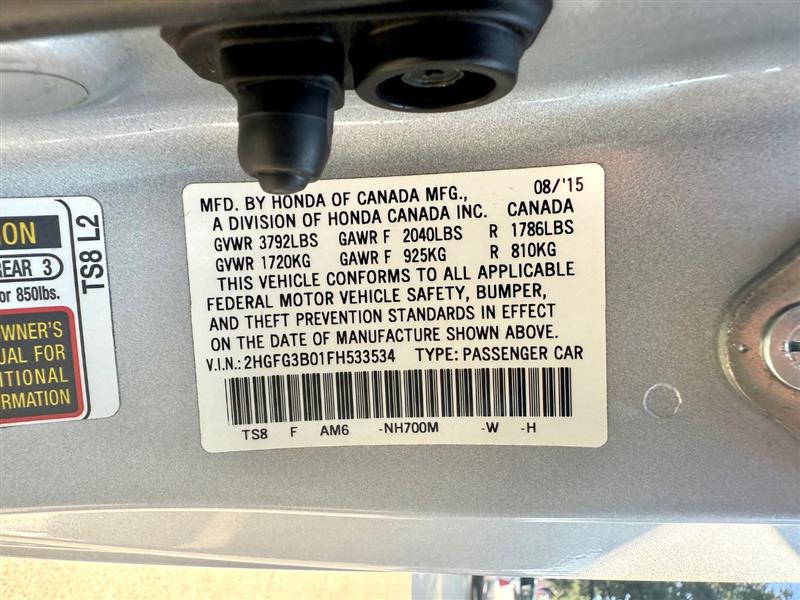 ON
REAR 3
or 850lbs.
TS8 L2
OWNER'S
UAL FOR
ITIONAL
ORMATION
MFD. BY HONDA OF CANADA MFG., 08/'15
A DIVISION OF HONDA CANADA INC. CANADA
GVWR 3792LBS GAWR F 2040LBS R 1786LBS
GVWR 1720KG GAWR F 925KG R 810KG
THIS VEHICLE CONFORMS TO ALL APPLICABLE
FEDERAL MOTOR VEHICLE SAFETY, BUMPER,
AND THEFT PREVENTION STANDARDS IN EFFECT
ON THE DATE OF MANUFACTURE SHOWN ABOVE.
V.I.N.: 2HGFG3B01FH533534 TYPE: PASSENGER CAR
TS8 F AM6 -NH700M -W -H